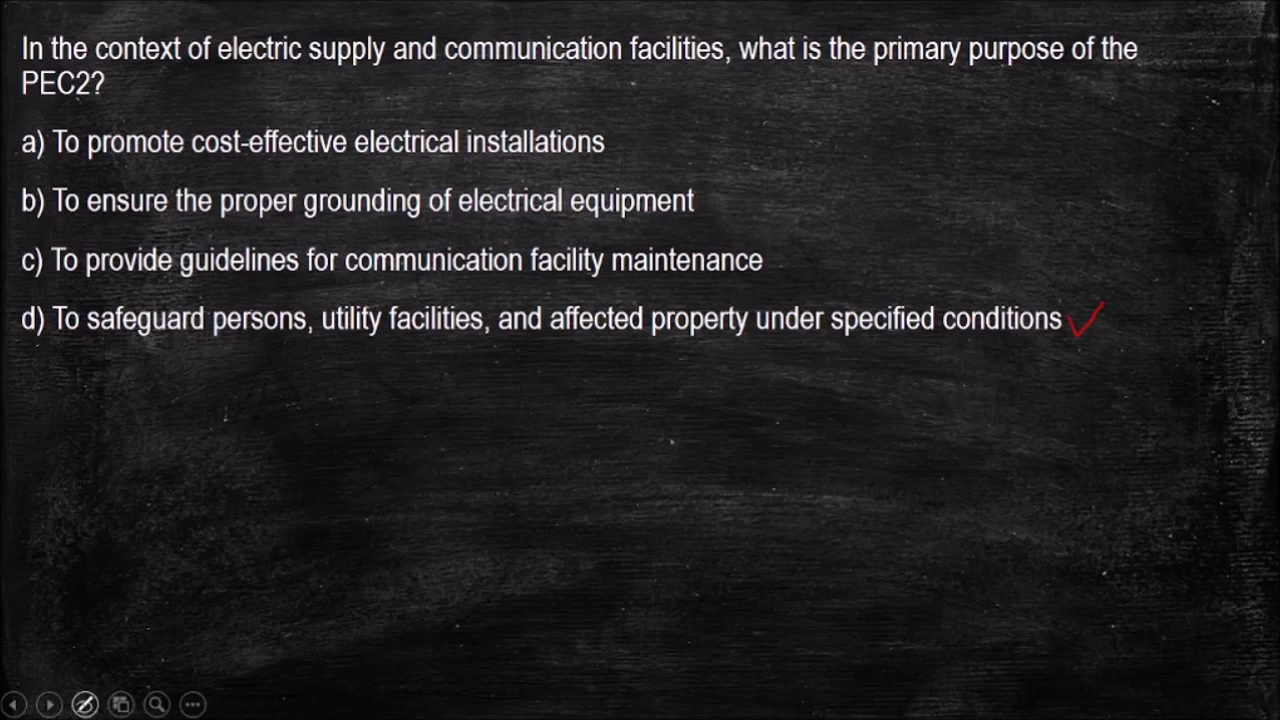 In the context of electric supply and communication facilities, what is the primary purpose of the
PEC2?
a) To promote cost-effective electrical installations
b) To ensure the proper grounding of electrical equipment
c) To provide guidelines for communication facility maintenance
d) To safeguard persons, utility facilities, and affected property under specified conditions